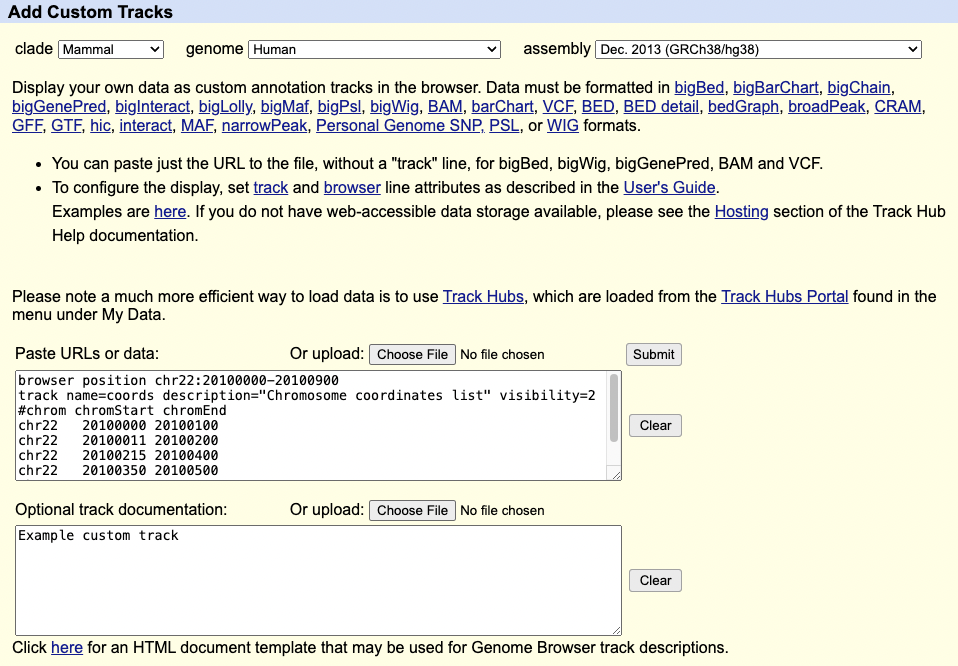 Add Custom Tracks
clade Mammal genome Human assembly Dec. 2013 (GRCh38/hg38)
Display your own data as custom annotation tracks in the browser. Data must be formatted in bigBed, bigBarChart, bigChain,
bigGenePred, bigInteract, bigLolly, bigMaf, bigPsl, bigWig, BAM, barChart, VCF, BED, BED detail, bedGraph, broadPeak, CRAM,
GFF, GTF, hic, interact, MAF, narrowPeak, Personal Genome SNP, PSL, or WIG formats.
• You can paste just the URL to the file, without a "track" line, for bigBed, bigWig, bigGenePred, BAM and VCF.
• To configure the display, set track and browser line attributes as described in the User's Guide.
Examples are here. If you do not have web-accessible data storage available, please see the Hosting section of the Track Hub
Help documentation.
Please note a much more efficient way to load data is to use Track Hubs, which are loaded from the Track Hubs Portal found in the
menu under My Data.
Paste URLs or data: Or upload: Choose File No file chosen Submit
browser position chr22:20100000-20100900
track name=coords description="Chromosome coordinates list" visibility=2
#chrom chromStart chromEnd
chr22 20100000 20100100
chr22 20100011 20100200
chr22 20100215 20100400
chr22 20100350 20100500
Clear
Optional track documentation: Or upload: Choose File No file chosen
Example custom track
Clear
Click here for an HTML document template that may be used for Genome Browser track descriptions.